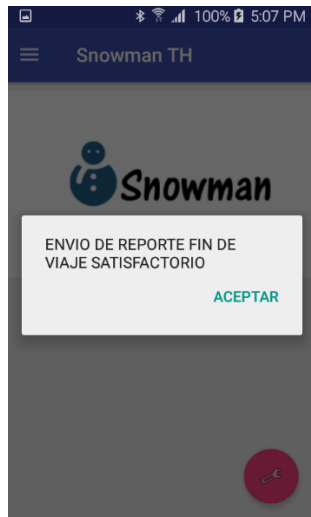 100% 5:07 PM
Snowman TH
Snowman
ENVIO DE REPORTE FIN DE
VIAJE SATISFACTORIO
ACEPTAR